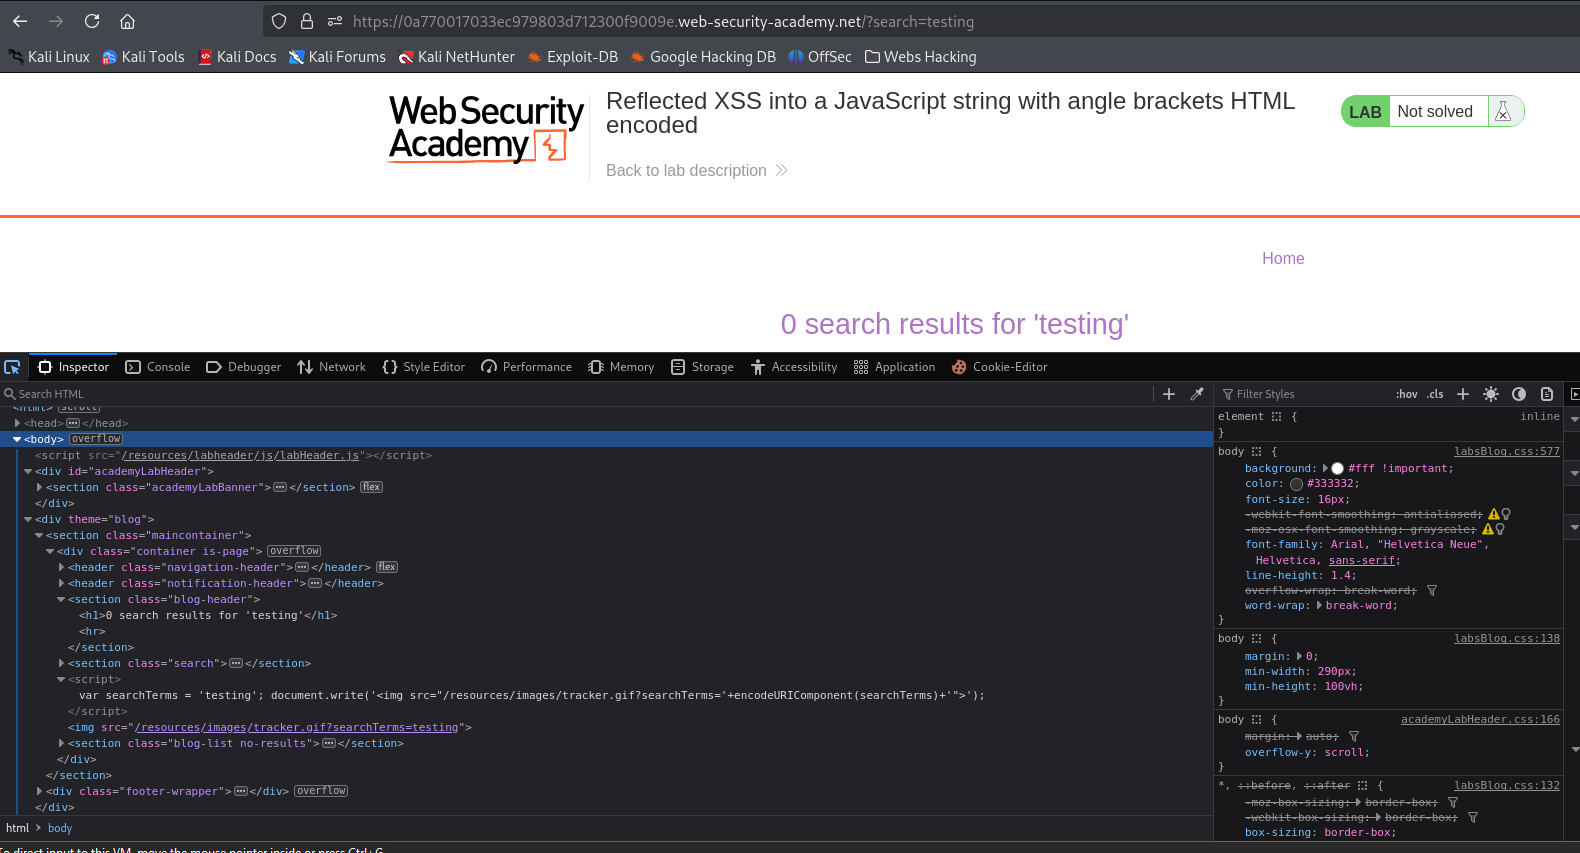 https://0a770017033ec979803d712300f9009e.web-security-academy.net/?search=testing
Kali Linux Kali Tools Kali Docs Kali Forums Kali NetHunter Exploit-DB Google Hacking DB OffSec Webs Hacking
Web Security
Academy
Reflected XSS into a JavaScript string with angle brackets HTML
encoded
Back to lab description
LAB Not solved
Home
0 search results for 'testing'
Inspector Console Debugger Network Style Editor Performance Memory Storage Accessibility Application Cookie-Editor
Search HTML
<html> scroll
<head> </head>
<body> overflow
<script src="/resources/labheader/js/labHeader.js"></script>
<div id="academyLabHeader">
<section class="academyLabBanner"> </section> flex
</div>
<div theme="blog">
<section class="maincontainer">
<div class="container is-page"> overflow
<header class="navigation-header"> </header> flex
<header class="notification-header"> </header>
<section class="blog-header">
<h1>0 search results for 'testing'</h1>
<hr>
</section>
<section class="search"> </section>
<script>
var searchTerms = 'testing'; document.write('<img src="/resources/images/tracker.gif?searchTerms='+encodeURIComponent(searchTerms)+'">');
</script>
<img src="/resources/images/tracker.gif?searchTerms=testing">
<section class="blog-list no-results"> </section>
</div>
</section>
<div class="footer-wrapper"> </div> overflow
</div>
html > body
Filter Styles :hov .cls
element { inline
}
body { labsBlog.css:577
background: #fff !important;
color: #333332;
font-size: 16px;
-webkit-font-smoothing: antialiased;
-moz-osx-font-smoothing: grayscale;
font-family: Arial, "Helvetica Neue",
Helvetica, sans-serif;
line-height: 1.4;
overflow-wrap: break-word;
word-wrap: break-word;
}
body { labsBlog.css:138
margin: 0;
min-width: 290px;
min-height: 100vh;
}
body { academyLabHeader.css:166
margin: auto;
overflow-y: scroll;
}
*, ::before, ::after { labsBlog.css:132
-moz-box-sizing: border-box;
-webkit-box-sizing: border-box;
box-sizing: border-box;
To direct input to this VM, move the mouse pointer inside or press Ctrl+G.